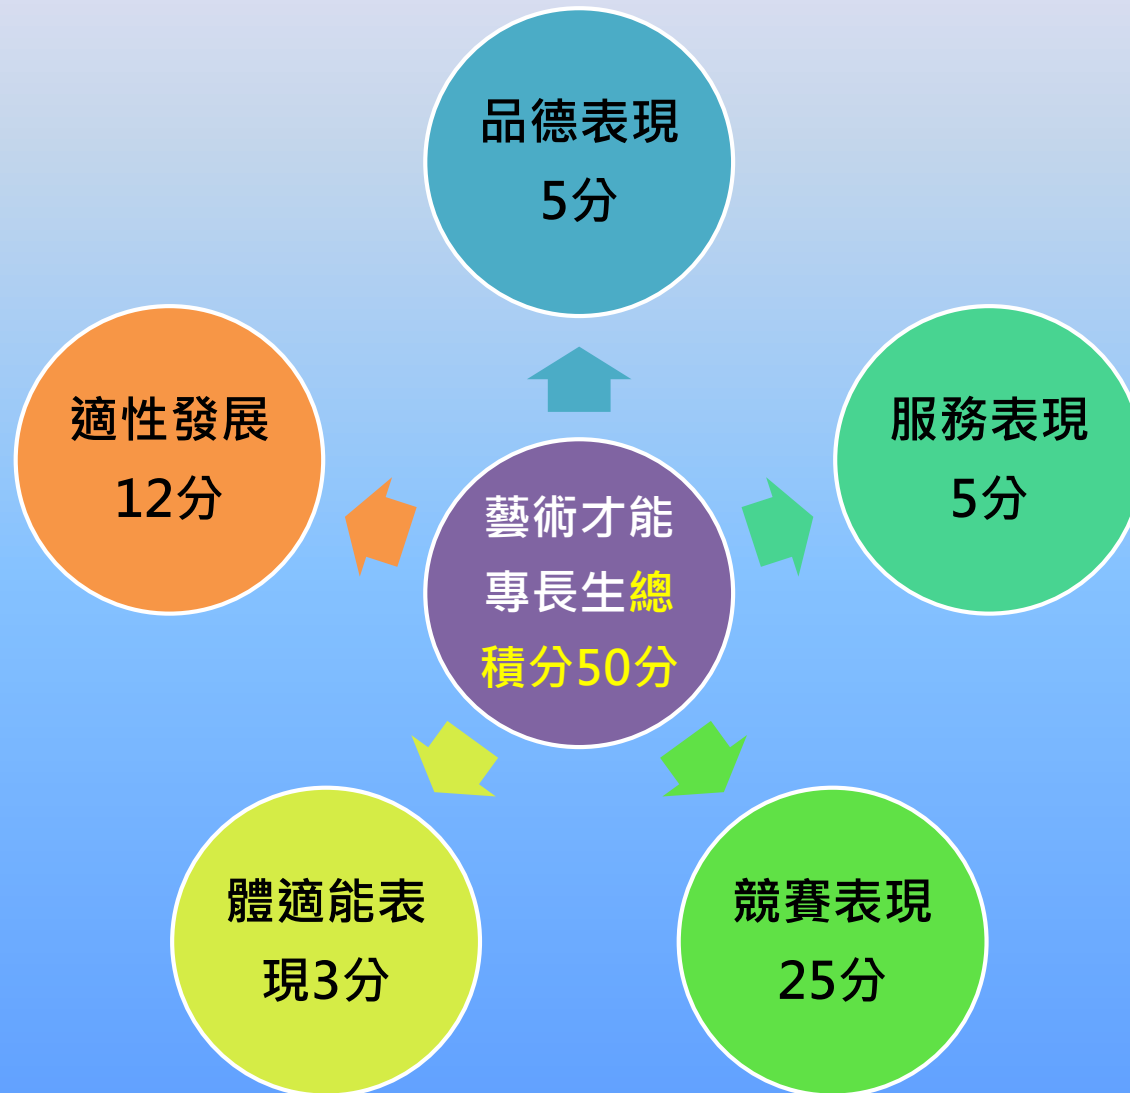 品德表現
5分
適性發展
12分
服務表現
5分
藝術才能
專長生總
積分50分
體適能表
現3分
競賽表現
25分